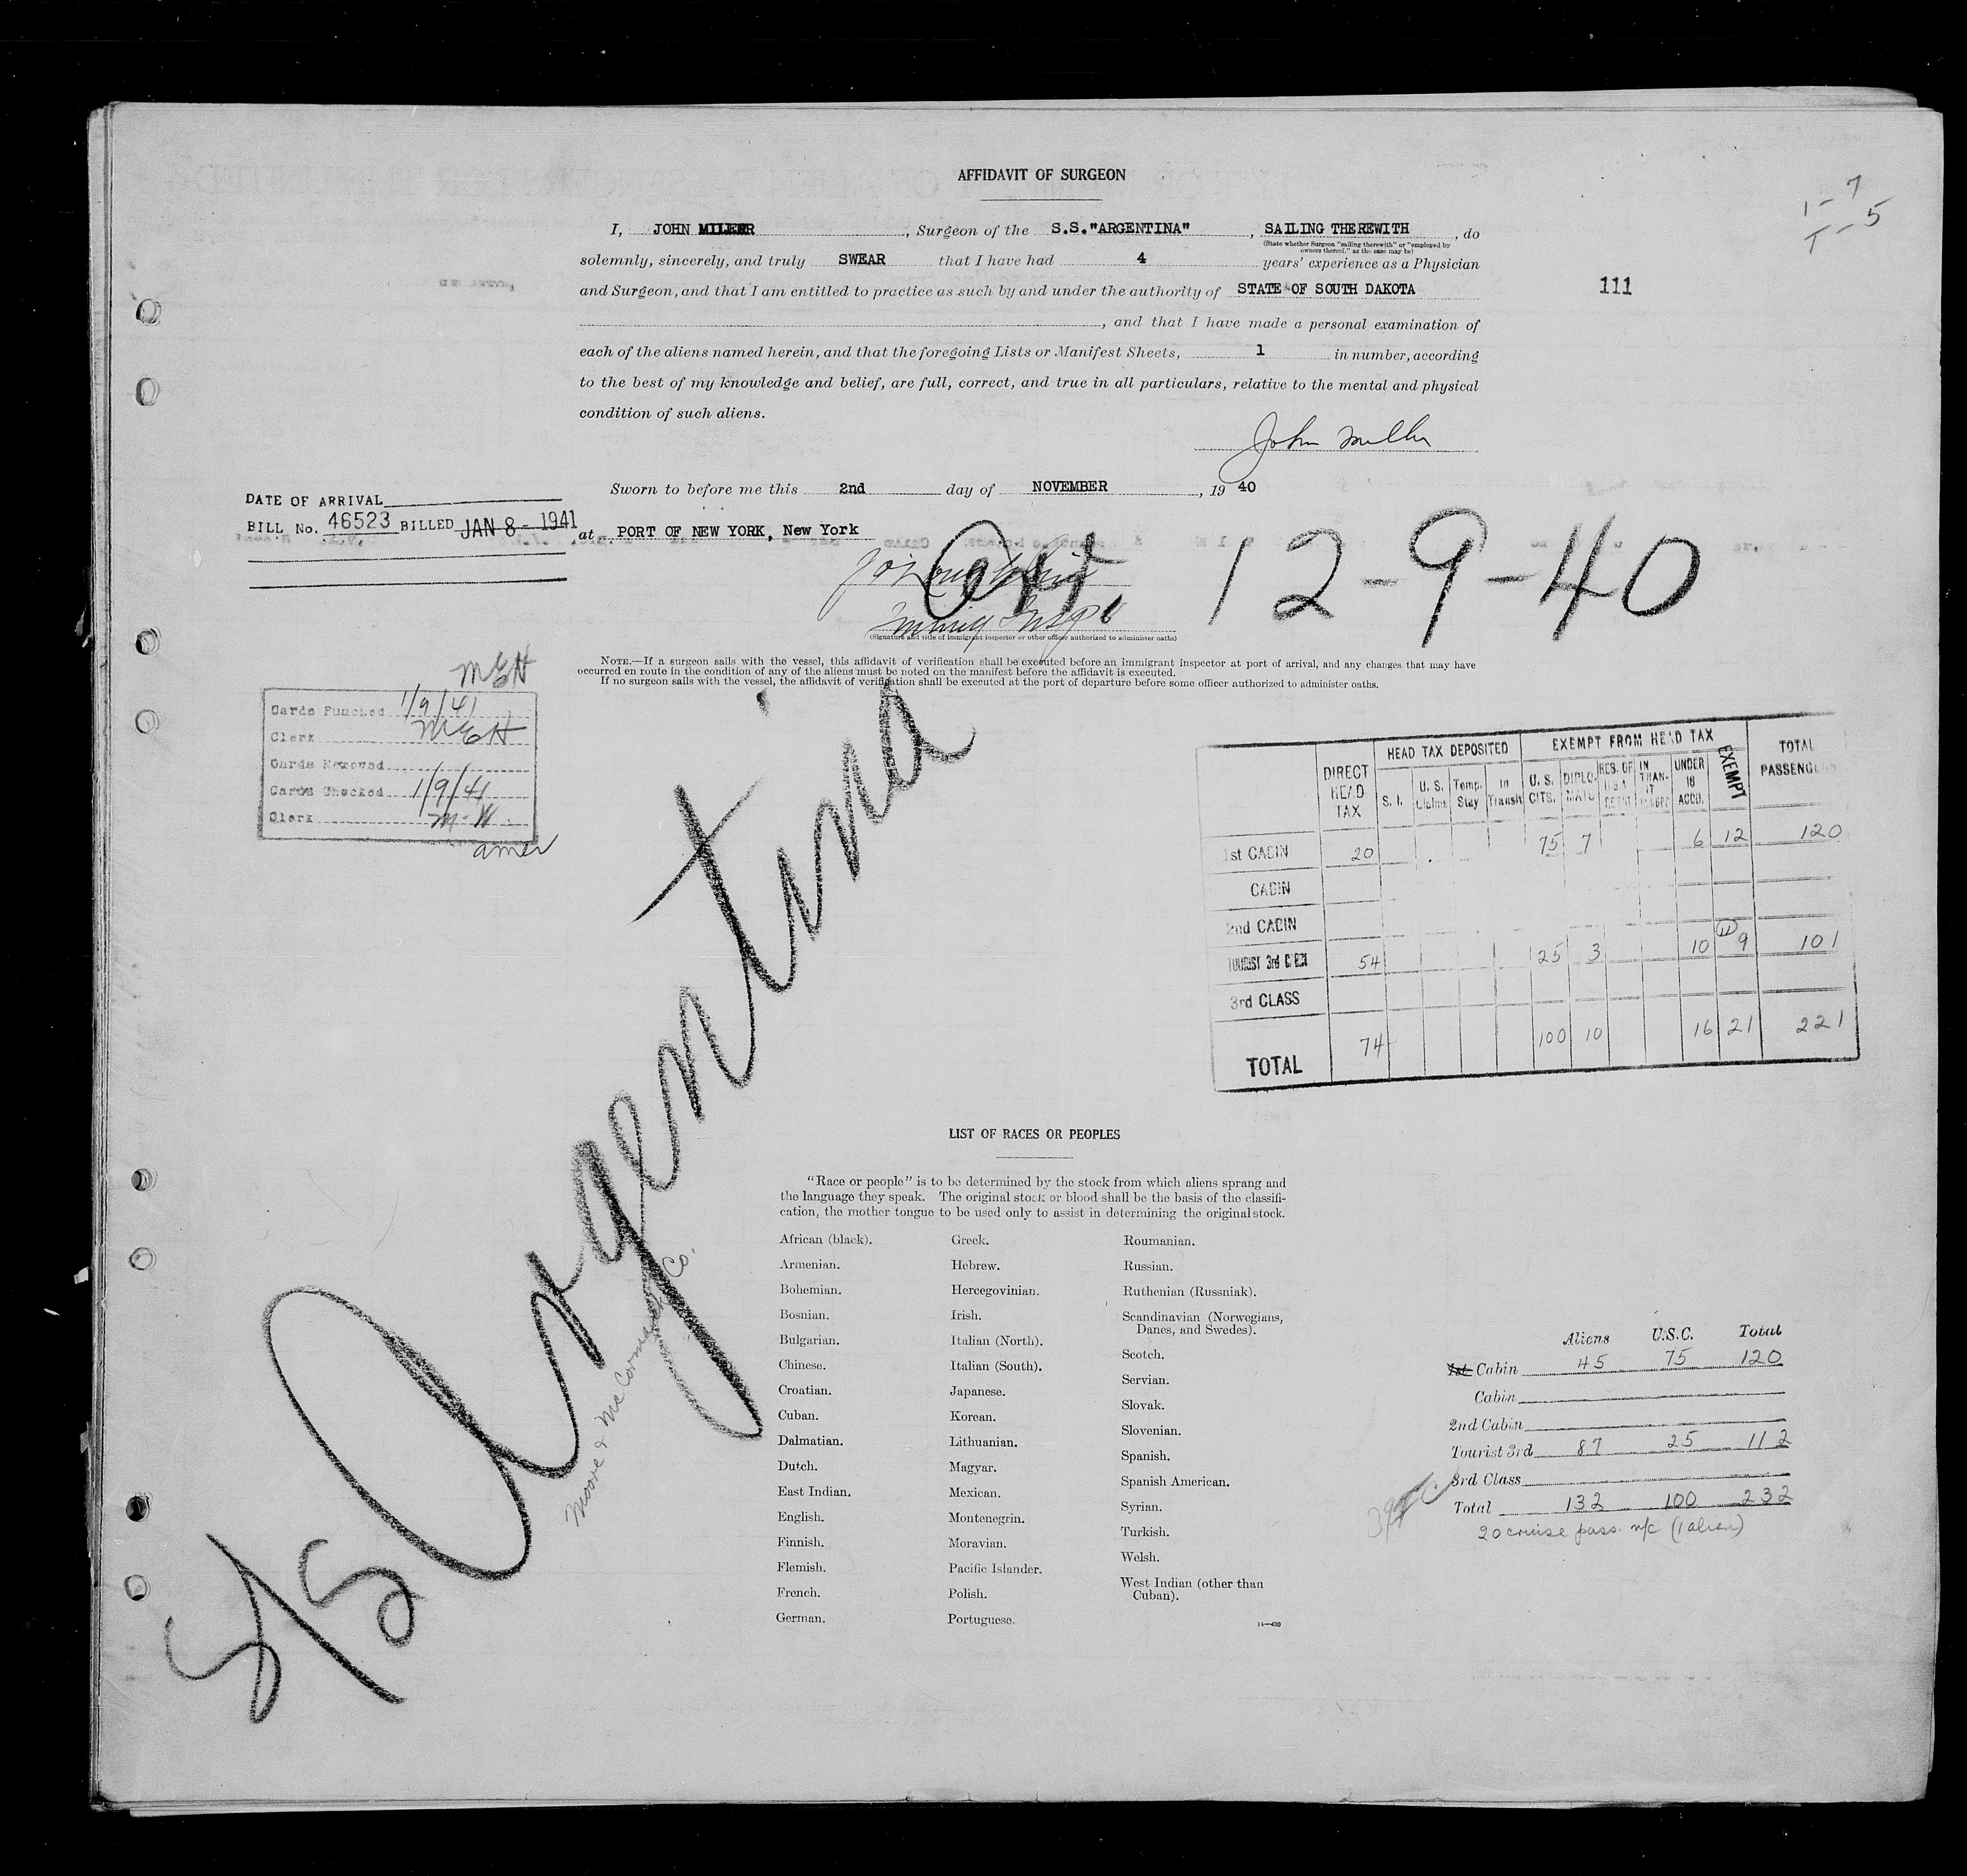 AFFIDAVIT OF SURGEON
1 - 7
T - 5
I, JOHN MILLER, Surgeon of the S.S."ARGENTINA", SAILING THEREWITH, do
(State whether Surgeon "sailing therewith" or "employed by
owners thereof," as the case may be)
solemnly, sincerely, and truly SWEAR that I have had 4 years' experience as a Physician
and Surgeon, and that I am entitled to practice as such by and under the authority of STATE OF SOUTH DAKOTA
111
, and that I have made a personal examination of
each of the aliens named herein, and that the foregoing Lists or Manifest Sheets, 1 in number, according
to the best of my knowledge and belief, are full, correct, and true in all particulars, relative to the mental and physical
condition of such aliens.
John Miller
Sworn to before me this 2nd day of NOVEMBER, 19 40
at PORT OF NEW YORK, New York
DATE OF ARRIVAL
BILL No. 46523 BILLED JAN 8 - 1941
12-9-40
(Signature and title of immigrant inspector or other officer authorized to administer oaths)
NOTE.—If a surgeon sails with the vessel, this affidavit of verification shall be executed before an immigrant inspector at port of arrival, and any changes that may have
occurred en route in the condition of any of the aliens must be noted on the manifest before the affidavit is executed.
If no surgeon sails with the vessel, the affidavit of verification shall be executed at the port of departure before some officer authorized to administer oaths.
MEH
Cards Punched 1/9/41
Clerk MEH
Cards Removed
Cards Checked 1/9/41
Clerk M-W
amer
S/S Argentina
Moore & McCormack Co.
HEAD TAX DEPOSITED EXEMPT FROM HEAD TAX
DIRECT HEAD TAX S. I. U. S. Claims Temp. Stay In Transit U. S. CITS. DIPLOMATS RES. OF UNDER 16 ACCD. EXEMPT TOTAL PASSENGERS
1st CABIN 20 75 7 6 12 120
CABIN
2nd CABIN
TOURIST 3rd CABIN 54 25 3 10 (11) 9 101
3rd CLASS
TOTAL 74 100 10 16 21 221
LIST OF RACES OR PEOPLES
"Race or people" is to be determined by the stock from which aliens sprang and
the language they speak. The original stock or blood shall be the basis of the classifi-
cation, the mother tongue to be used only to assist in determining the original stock.
African (black).
Armenian.
Bohemian.
Bosnian.
Bulgarian.
Chinese.
Croatian.
Cuban.
Dalmatian.
Dutch.
East Indian.
English.
Finnish.
Flemish.
French.
German.
Greek.
Hebrew.
Hercegovinian.
Irish.
Italian (North).
Italian (South).
Japanese.
Korean.
Lithuanian.
Magyar.
Mexican.
Montenegrin.
Moravian.
Pacific Islander.
Polish.
Portuguese.
Roumanian.
Russian.
Ruthenian (Russniak).
Scandinavian (Norwegians,
Danes, and Swedes).
Scotch.
Servian.
Slovak.
Slovenian.
Spanish.
Spanish American.
Syrian.
Turkish.
Welsh.
West Indian (other than
Cuban).
Aliens U.S.C. Total
1st Cabin 45 75 120
Cabin
2nd Cabin
Tourist 3rd 87 25 112
3rd Class
Total 132 100 232
20 cruise pass. n/c (1 alien)